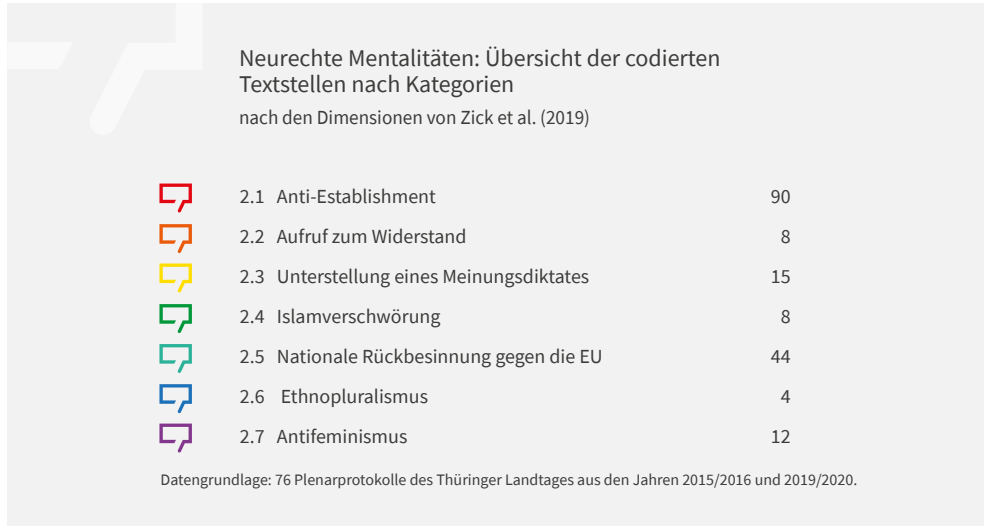 Neurechte Mentalitäten: Übersicht der codierten
Textstellen nach Kategorien
nach den Dimensionen von Zick et al. (2019)
2.1 Anti-Establishment 90
2.2 Aufruf zum Widerstand 8
2.3 Unterstellung eines Meinungsdiktates 15
2.4 Islamverschwörung 8
2.5 Nationale Rückbesinnung gegen die EU 44
2.6 Ethnopluralismus 4
2.7 Antifeminismus 12
Datengrundlage: 76 Plenarprotokolle des Thüringer Landtages aus den Jahren 2015/2016 und 2019/2020.